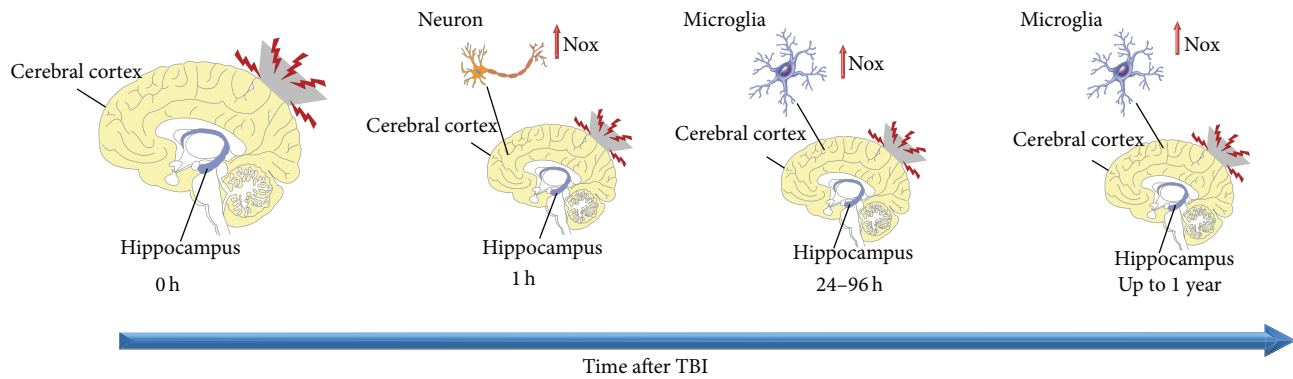 Cerebral cortex
Hippocampus
0 h
Neuron
Nox
Cerebral cortex
Hippocampus
1 h
Microglia
Nox
Cerebral cortex
Hippocampus
24–96 h
Microglia
Nox
Cerebral cortex
Hippocampus
Up to 1 year
Time after TBI